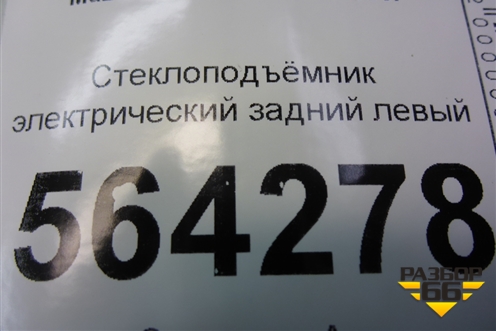 Стеклоподъёмник
электрический задний левый
564278
РАЗБОР
66